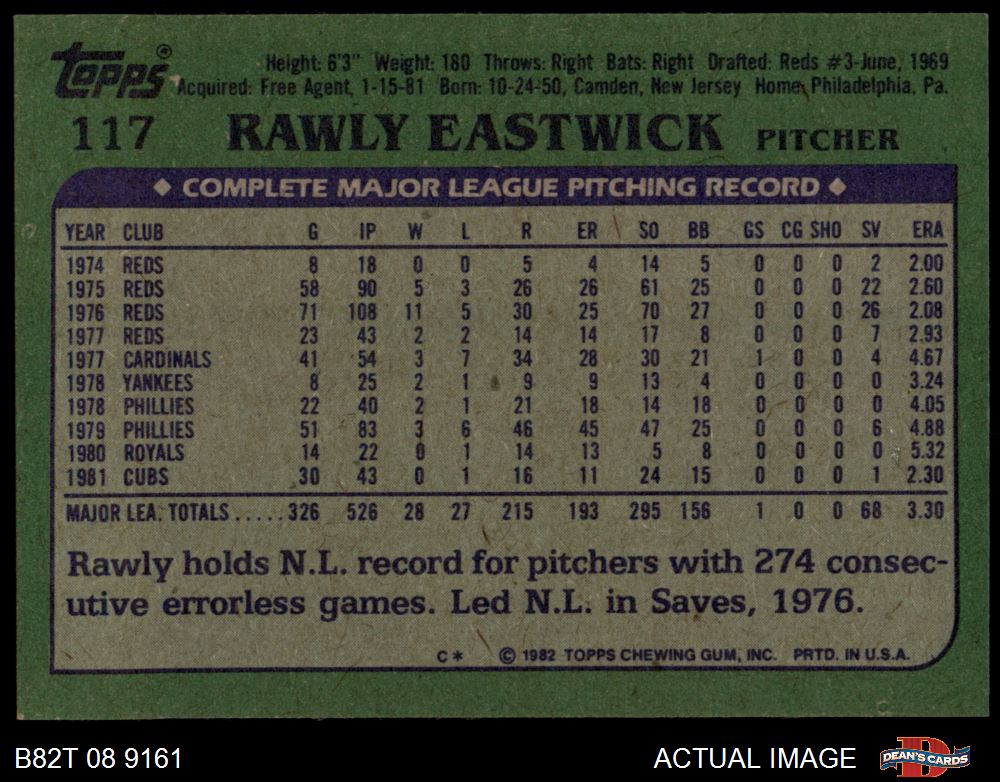 Topps® Height: 6'3" Weight: 180 Throws: Right Bats: Right Drafted: Reds #3-June, 1969
Acquired: Free Agent, 1-15-81 Born: 10-24-50, Camden, New Jersey Home: Philadelphia, Pa.
117 RAWLY EASTWICK PITCHER
◆ COMPLETE MAJOR LEAGUE PITCHING RECORD ◆
YEAR CLUB G IP W L R ER SO BB GS CG SHO SV ERA
1974 REDS 8 18 0 0 5 4 14 5 0 0 0 2 2.00
1975 REDS 58 90 5 3 26 26 61 25 0 0 0 22 2.60
1976 REDS 71 108 11 5 30 25 70 27 0 0 0 26 2.08
1977 REDS 23 43 2 2 14 14 17 8 0 0 0 7 2.93
1977 CARDINALS 41 54 3 7 34 28 30 21 1 0 0 4 4.67
1978 YANKEES 8 25 2 1 9 9 13 4 0 0 0 0 3.24
1978 PHILLIES 22 40 2 1 21 18 14 18 0 0 0 0 4.05
1979 PHILLIES 51 83 3 6 46 45 47 25 0 0 0 6 4.88
1980 ROYALS 14 22 0 1 14 13 5 8 0 0 0 0 5.32
1981 CUBS 30 43 0 1 16 11 24 15 0 0 0 1 2.30
MAJOR LEA. TOTALS.....326 526 28 27 215 193 295 156 1 0 0 68 3.30
Rawly holds N.L. record for pitchers with 274 consec-
utive errorless games. Led N.L. in Saves, 1976.
C* © 1982 TOPPS CHEWING GUM, INC. PRTD. IN U.S.A.
B82T 08 9161 ACTUAL IMAGE DEAN'S CARDS